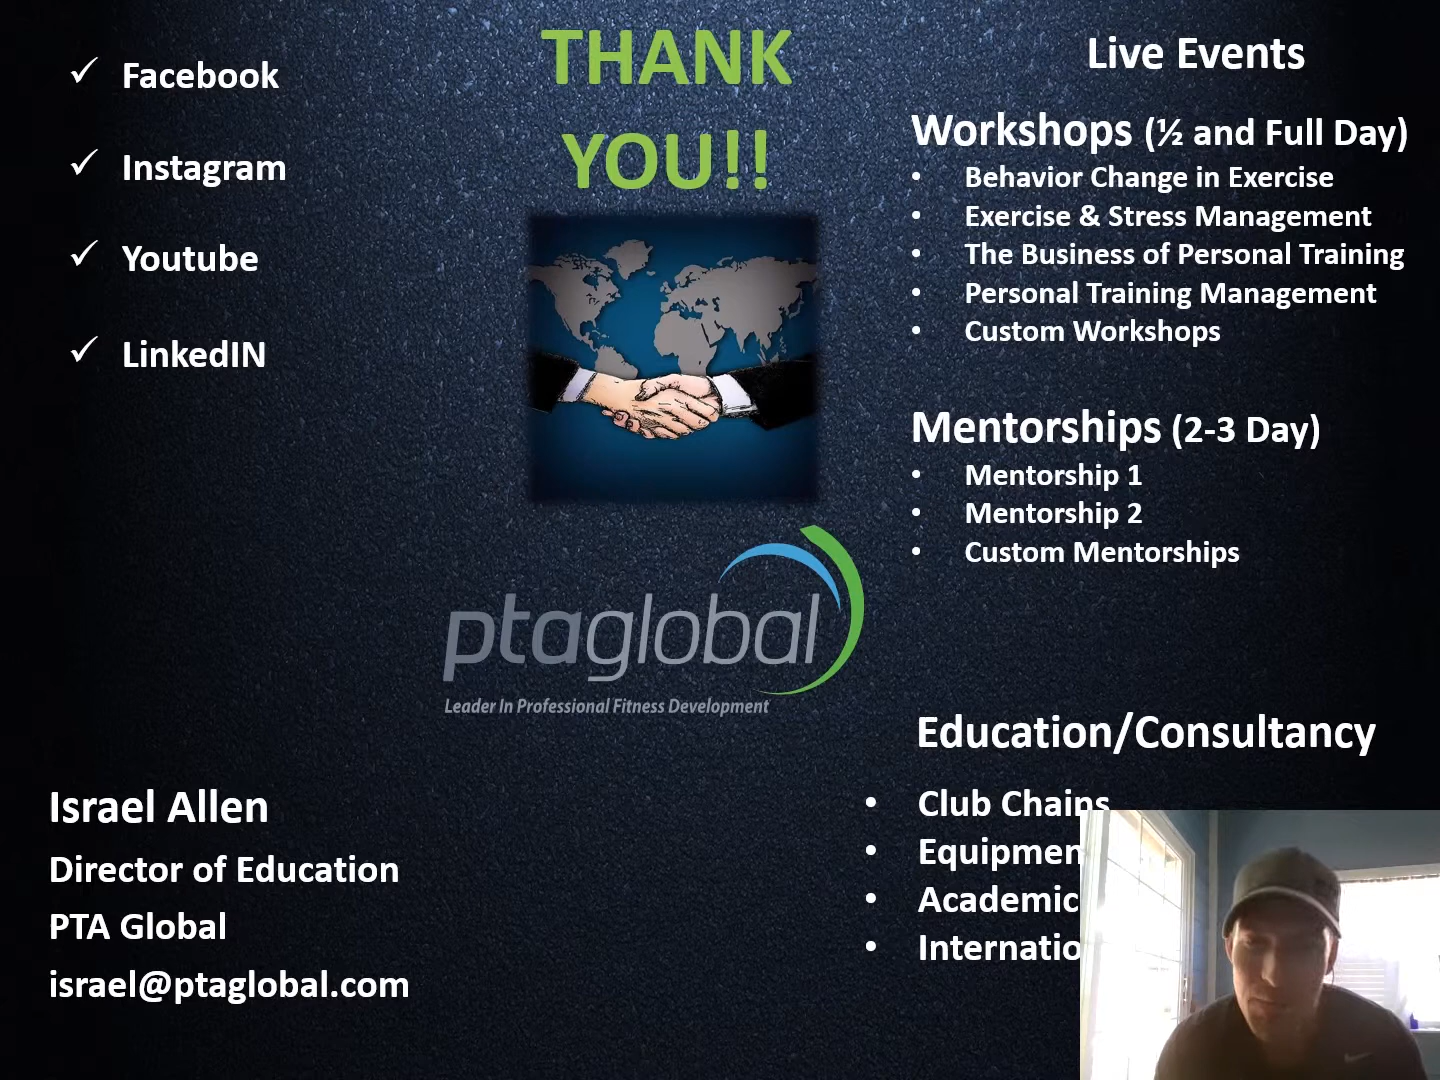 ✓ Facebook
✓ Instagram
✓ Youtube
✓ LinkedIN
THANK
YOU!!
ptaglobal
Leader In Professional Fitness Development
Israel Allen
Director of Education
PTA Global
israel@ptaglobal.com
Live Events
Workshops (½ and Full Day)
• Behavior Change in Exercise
• Exercise & Stress Management
• The Business of Personal Training
• Personal Training Management
• Custom Workshops
Mentorships (2-3 Day)
• Mentorship 1
• Mentorship 2
• Custom Mentorships
Education/Consultancy
• Club Chains
• Equipmen
• Academic
• Internatio